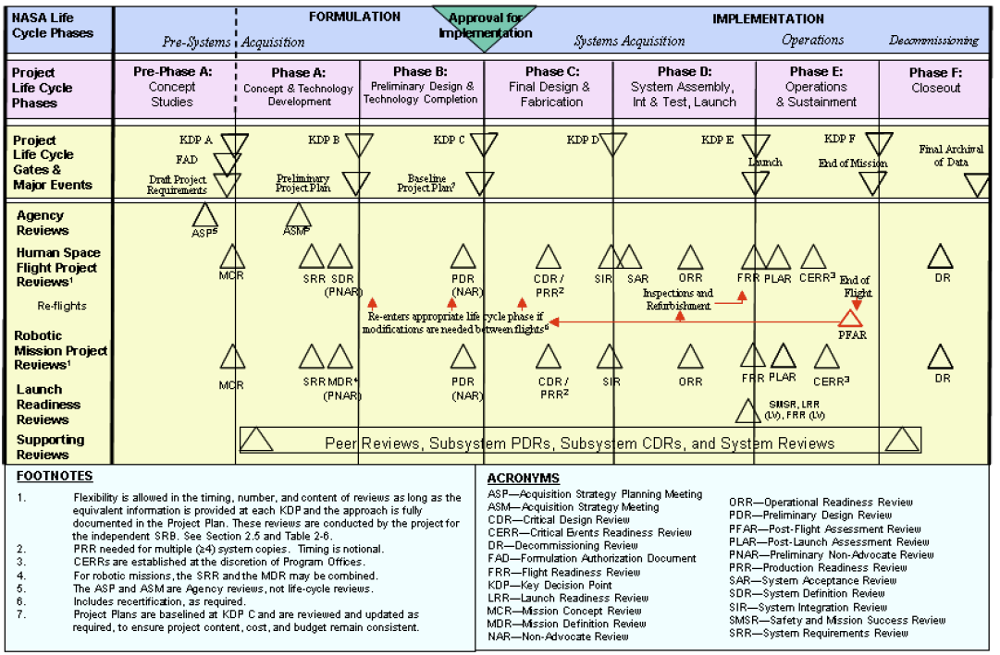 NASA Life
Cycle Phases
FORMULATION
Approval for
Implementation
IMPLEMENTATION
Pre-Systems Acquisition
Systems Acquisition
Operations
Decommissioning
Project
Life Cycle
Phases
Pre-Phase A:
Concept
Studies
Phase A:
Concept & Technology
Development
Phase B:
Preliminary Design &
Technology Completion
Phase C:
Final Design &
Fabrication
Phase D:
System Assembly,
Int & Test, Launch
Phase E:
Operations
& Sustainment
Phase F:
Closeout
Project
Life Cycle
Gates &
Major Events
KDP A
FAD
Draft Project
Requirements
KDP B
Preliminary
Project Plan
KDP C
Baseline
Project Plan7
KDP D
KDP E
Launch
KDP F
End of Mission
Final Archival
of Data
Agency
Reviews
ASP5
ASM5
Human Space
Flight Project
Reviews1
MCR
SRR
SDR
(PNAR)
PDR
(NAR)
CDR /
PRR2
SIR
SAR
ORR
FRR
PLAR
CERR3
End of
Flight
DR
Re-flights
Re-enters appropriate life cycle phase if
modifications are needed between flights6
Inspections and
Refurbishment
PFAR
Robotic
Mission Project
Reviews1
MCR
SRR
MDR4
(PNAR)
PDR
(NAR)
CDR /
PRR2
SIR
ORR
FRR
PLAR
CERR3
DR
Launch
Readiness
Reviews
SMSR, LRR
(LV), FRR (LV)
Supporting
Reviews
Peer Reviews, Subsystem PDRs, Subsystem CDRs, and System Reviews
FOOTNOTES
1. Flexibility is allowed in the timing, number, and content of reviews as long as the
equivalent information is provided at each KDP and the approach is fully
documented in the Project Plan. These reviews are conducted by the project for
the independent SRB. See Section 2.5 and Table 2-6.
2. PRR needed for multiple (≥4) system copies. Timing is notional.
3. CERRs are established at the discretion of Program Offices.
4. For robotic missions, the SRR and the MDR may be combined.
5. The ASP and ASM are Agency reviews, not life-cycle reviews.
6. Includes recertification, as required.
7. Project Plans are baselined at KDP C and are reviewed and updated as
required, to ensure project content, cost, and budget remain consistent.
ACRONYMS
ASP—Acquisition Strategy Planning Meeting
ASM—Acquisition Strategy Meeting
CDR—Critical Design Review
CERR—Critical Events Readiness Review
DR—Decommissioning Review
FAD—Formulation Authorization Document
FRR—Flight Readiness Review
KDP—Key Decision Point
LRR—Launch Readiness Review
MCR—Mission Concept Review
MDR—Mission Definition Review
NAR—Non-Advocate Review
ORR—Operational Readiness Review
PDR—Preliminary Design Review
PFAR—Post-Flight Assessment Review
PLAR—Post-Launch Assessment Review
PNAR—Preliminary Non-Advocate Review
PRR—Production Readiness Review
SAR—System Acceptance Review
SDR—System Definition Review
SIR—System Integration Review
SMSR—Safety and Mission Success Review
SRR—System Requirements Review